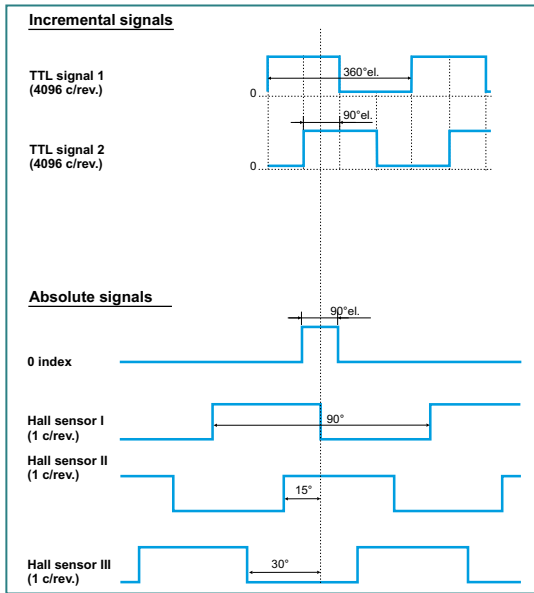 Incremental signals
TTL signal 1
(4096 c/rev.)
360°el.
0
90°el.
TTL signal 2
(4096 c/rev.)
0
Absolute signals
90°el.
0 index
Hall sensor I
(1 c/rev.)
90°
Hall sensor II
(1 c/rev.)
15°
Hall sensor III
(1 c/rev.)
30°